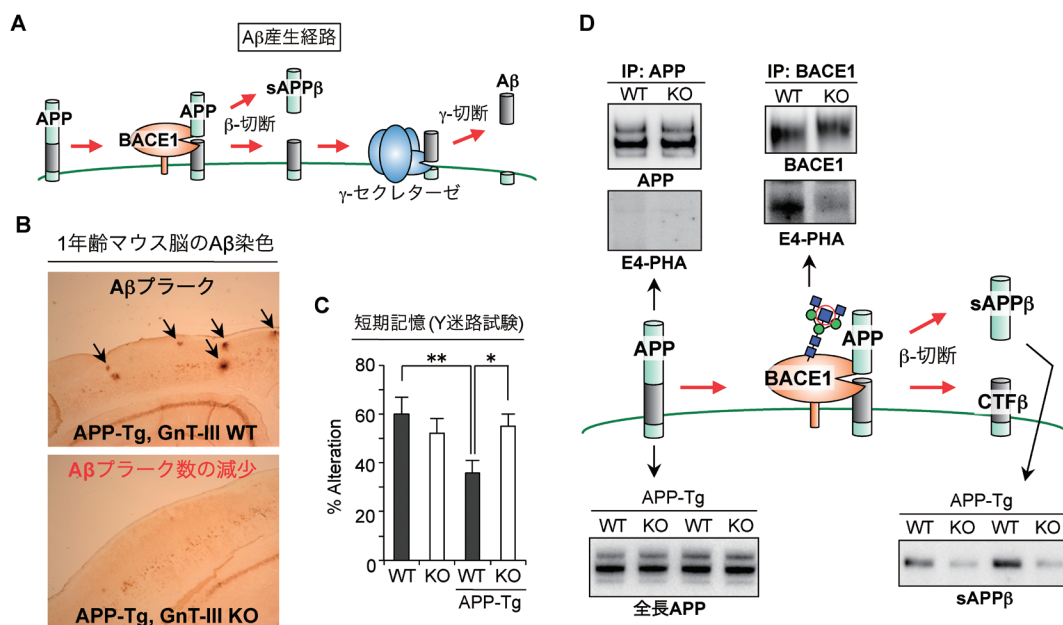 A
Aβ産生経路
APP
BACE1
APP
sAPPβ
β-切断
γ-セクレターゼ
γ-切断
Aβ
B
1年齢マウス脳のAβ染色
Aβプラーク
APP-Tg, GnT-III WT
Aβプラーク数の減少
APP-Tg, GnT-III KO
C
短期記憶(Y迷路試験)
% Alteration
80
60
40
20
0
**
*
WT KO WT KO
APP-Tg
D
IP: APP
WT KO
APP
E4-PHA
IP: BACE1
WT KO
BACE1
E4-PHA
APP
BACE1
APP
β-切断
sAPPβ
CTFβ
APP-Tg
WT KO WT KO
全長APP
APP-Tg
WT KO WT KO
sAPPβ